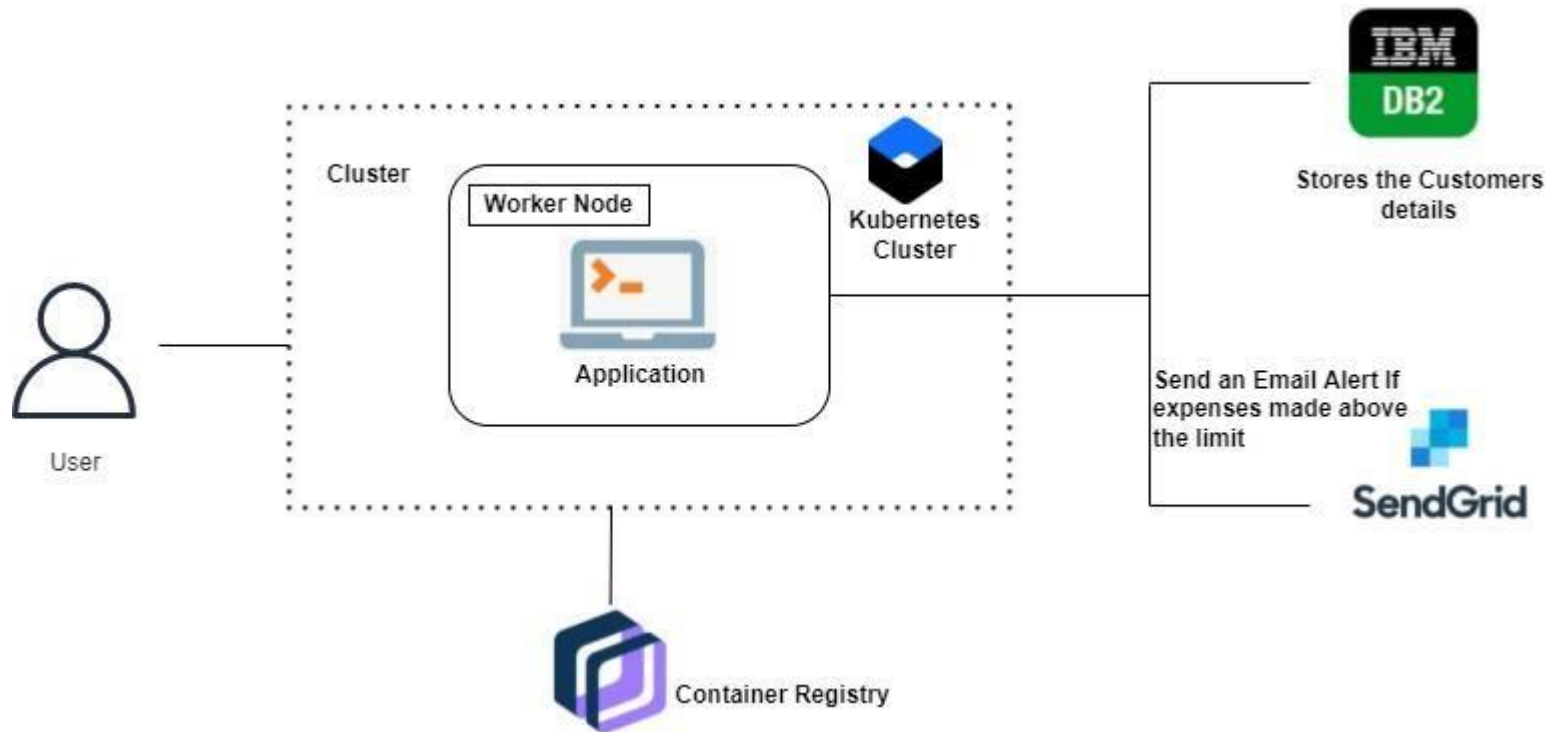 IBM
DB2
Stores the Customers
details
Cluster
Worker Node
Kubernetes
Cluster
Application
User
Send an Email Alert If
expenses made above
the limit
SendGrid
Container Registry